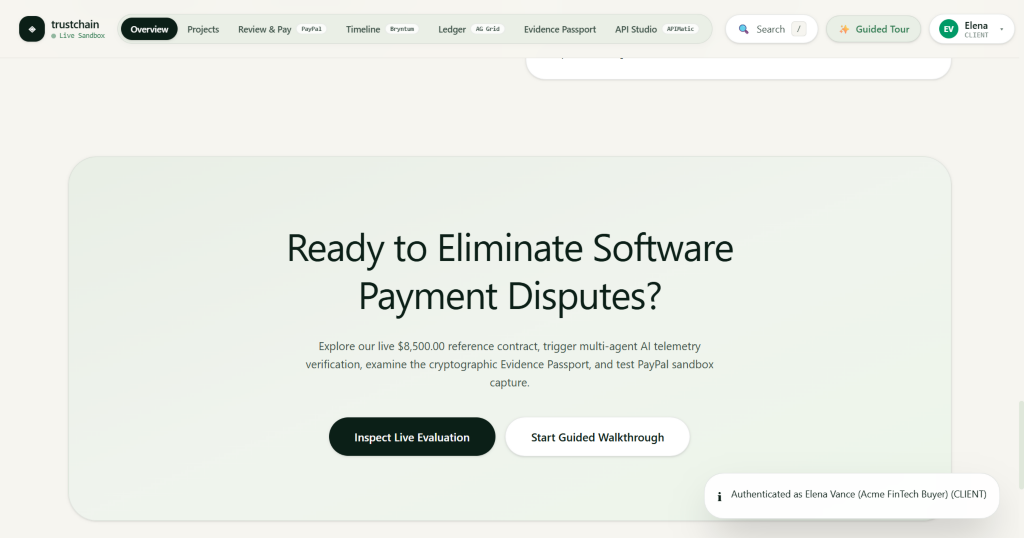 trustchain
Live Sandbox
Overview
Projects
Review & Pay PayPal
Timeline Bryntum
Ledger AG Grid
Evidence Passport
API Studio APIMatic
Search /
Guided Tour
EV
Elena
CLIENT
Ready to Eliminate Software
Payment Disputes?
Explore our live $8,500.00 reference contract, trigger multi-agent AI telemetry
verification, examine the cryptographic Evidence Passport, and test PayPal sandbox
capture.
Inspect Live Evaluation
Start Guided Walkthrough
i Authenticated as Elena Vance (Acme FinTech Buyer) (CLIENT)